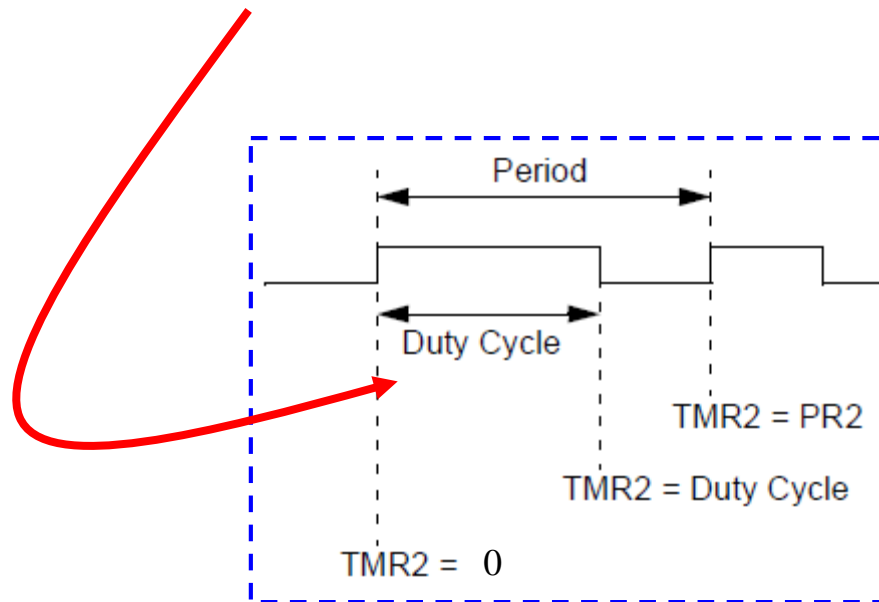 Period
Duty Cycle
TMR2 = PR2
TMR2 = Duty Cycle
TMR2 = 0